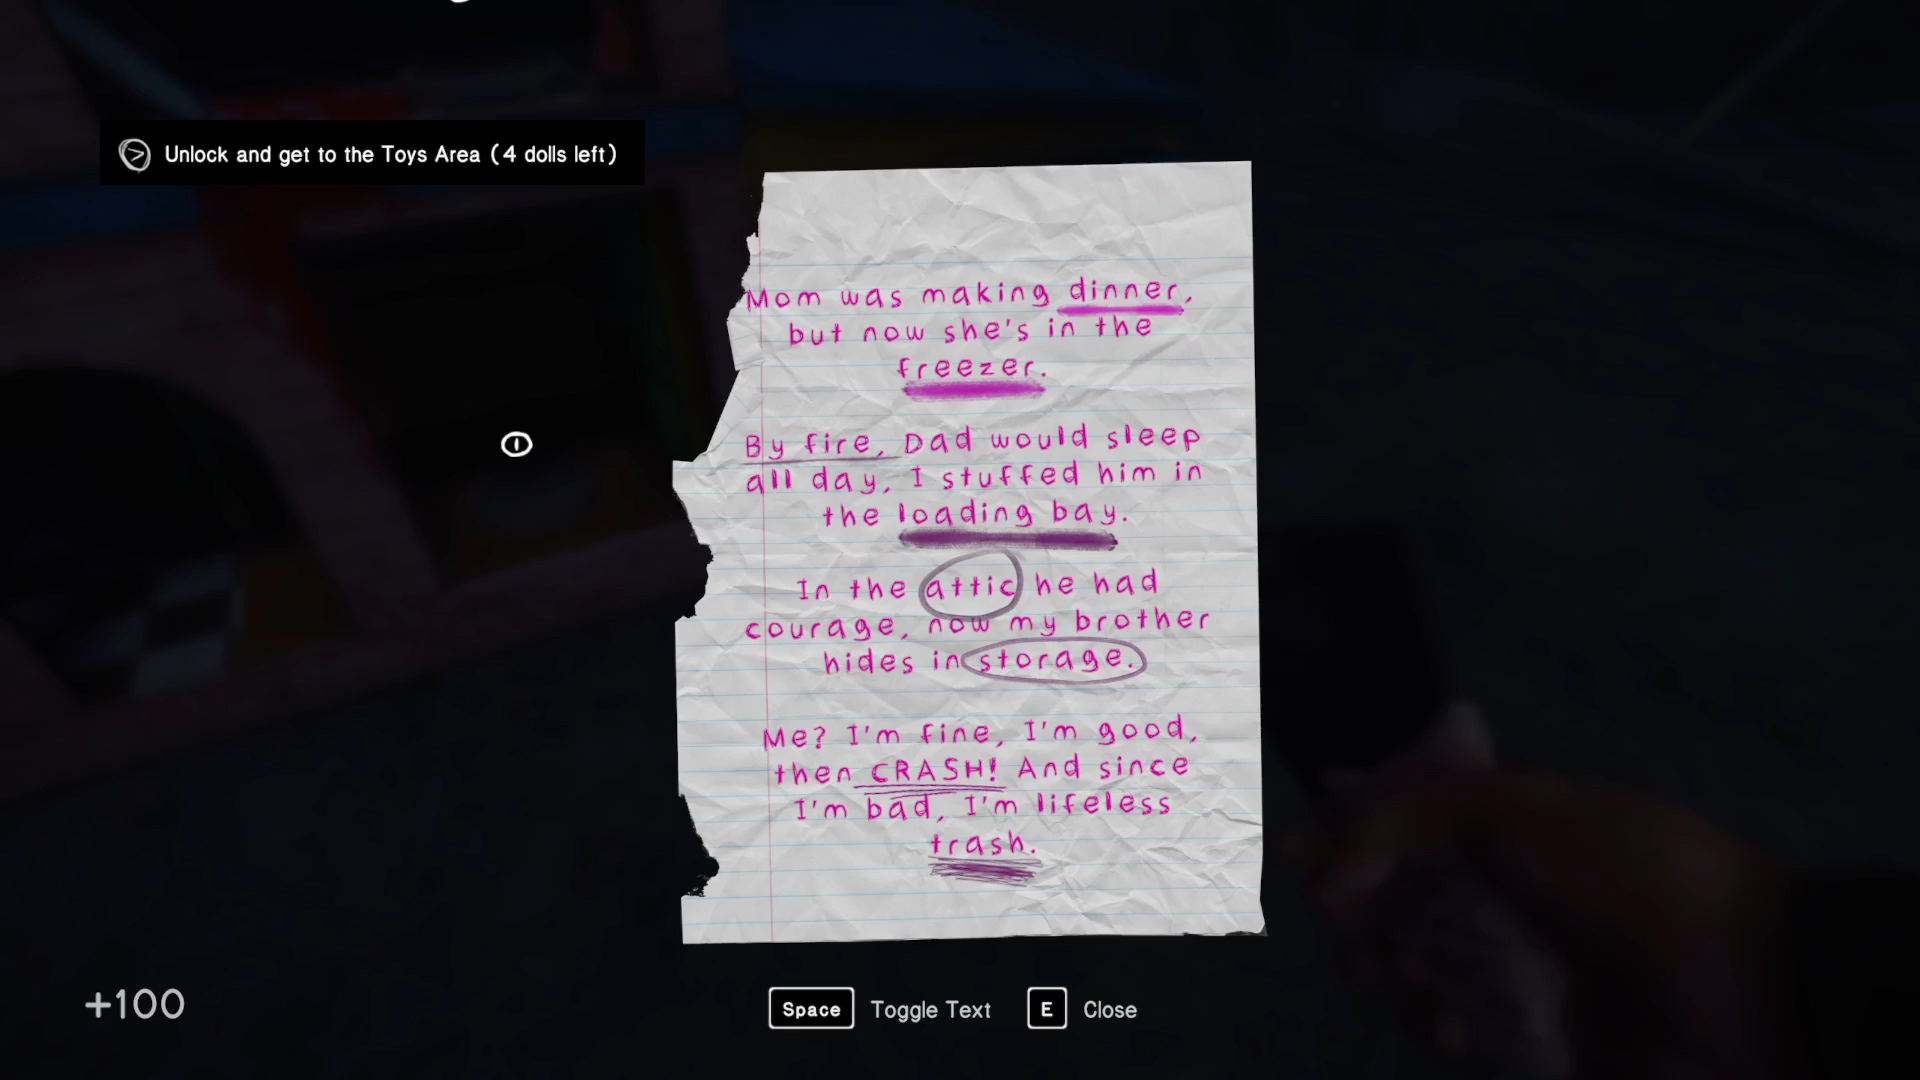 Unlock and get to the Toys Area (4 dolls left)
Mom was making dinner,
but now she's in the
freezer.
By fire, Dad would sleep
all day, I stuffed him in
the loading bay.
In the attic he had
courage, now my brother
hides in storage.
Me? I'm fine, I'm good,
then CRASH! And since
I'm bad, I'm lifeless
trash.
+100
Space Toggle Text E Close